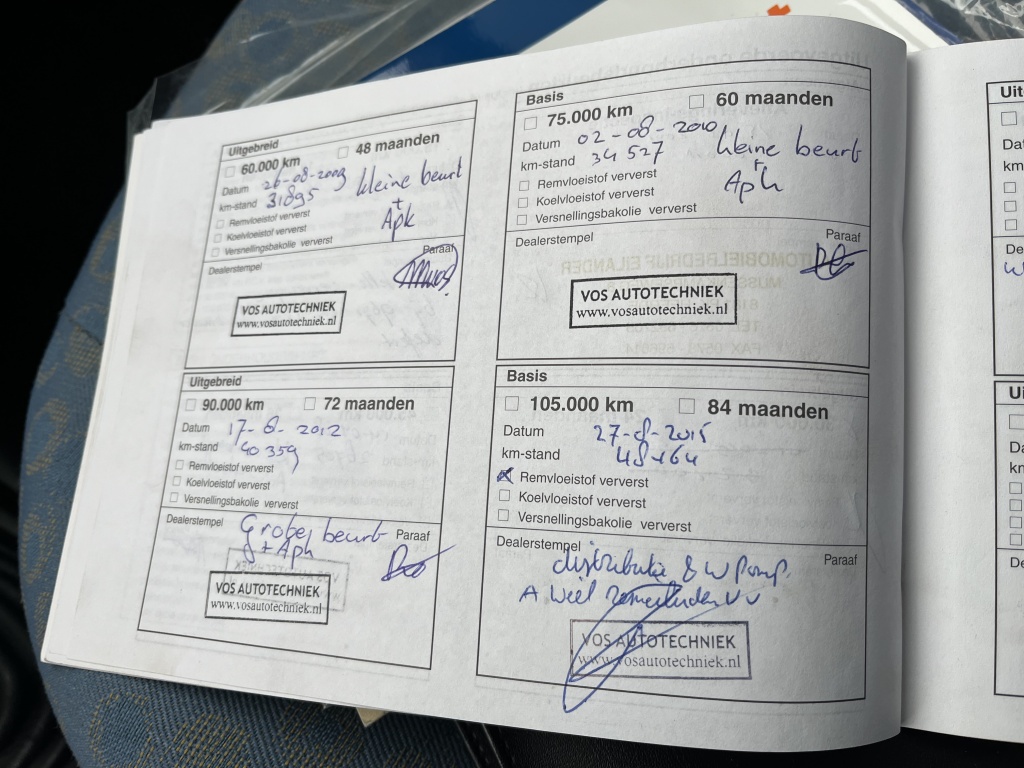 Uitgebreid
60.000 km 48 maanden
Datum 26-08-2009
km-stand 31895 kleine beurt
+
Apk
Remvloeistof ververst
Koelvloeistof ververst
Versnellingsbakolie ververst
Dealerstempel Paraaf
VOS AUTOTECHNIEK
www.vosautotechniek.nl
Basis
75.000 km 60 maanden
Datum 02-08-2010
km-stand 34527 kleine beurt
+
Apk
Remvloeistof ververst
Koelvloeistof ververst
Versnellingsbakolie ververst
Dealerstempel Paraaf
VOS AUTOTECHNIEK
www.vosautotechniek.nl
Uitgebreid
90.000 km 72 maanden
Datum 17-8-2012
km-stand 40359
Remvloeistof ververst
Koelvloeistof ververst
Versnellingsbakolie ververst
Dealerstempel Grote beurt Paraaf
+ Apk
VOS AUTOTECHNIEK
www.vosautotechniek.nl
Basis
105.000 km 84 maanden
Datum 27-8-2015
km-stand 48164
Remvloeistof ververst
Koelvloeistof ververst
Versnellingsbakolie ververst
Dealerstempel Paraaf
distributie & W Pomp.
A Wiel
VOS AUTOTECHNIEK
www.vosautotechniek.nl